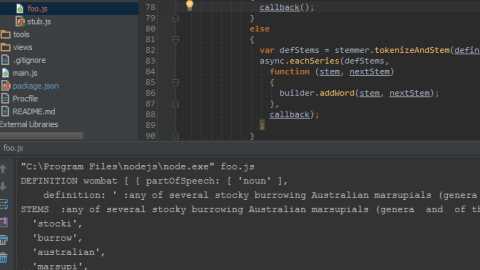 foo.js
stub.js
tools
views
.gitignore
main.js
package.json
Procfile
README.md
External Libraries
78 callback();
79 }
80 else
81 {
82 var defStems = stemmer.tokenizeAndStem(defin
83 async.eachSeries(defStems,
84 function (stem, nextStem)
85 {
86 builder.addWord(stem, nextStem);
87 },
88 callback);
89
90 }
foo.js
"C:\Program Files\nodejs\node.exe" foo.js
DEFINITION wombat [ { partOfSpeech: [ 'noun' ],
definition: ' :any of several stocky burrowing Australian marsupials (genera
STEMS :any of several stocky burrowing Australian marsupials (genera and of th
'stocki',
'burrow',
'australian',
'marsupi',